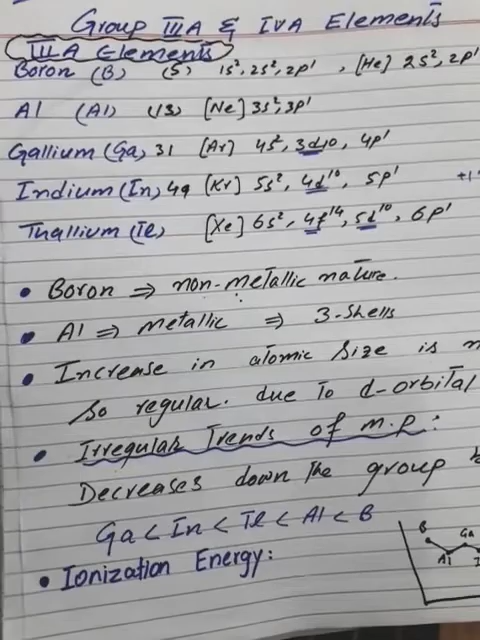 Group IIIA & IVA Elements
IIIA Elements
Boron (B) (5) 1s², 2s², 2p¹, [He] 2s², 2p¹
Al (Al) (13) [Ne] 3s², 3p¹
Gallium (Ga) 31 [Ar] 4s², 3d10, 4p¹
Indium (In) 49 [Kr] 5s², 4d¹⁰, 5p¹
Thallium (Tl) [Xe] 6s², 4f¹⁴, 5d¹⁰, 6p¹
• Boron ⇒ non-metallic nature.
• Al ⇒ metallic ⇒ 3-shells
• Increase in atomic size is
so regular. due to d-orbital
• Irregular Trends of m.p:
Decreases down the group
Ga < In < Tl < Al < B
• Ionization Energy:
B
Al
Ga